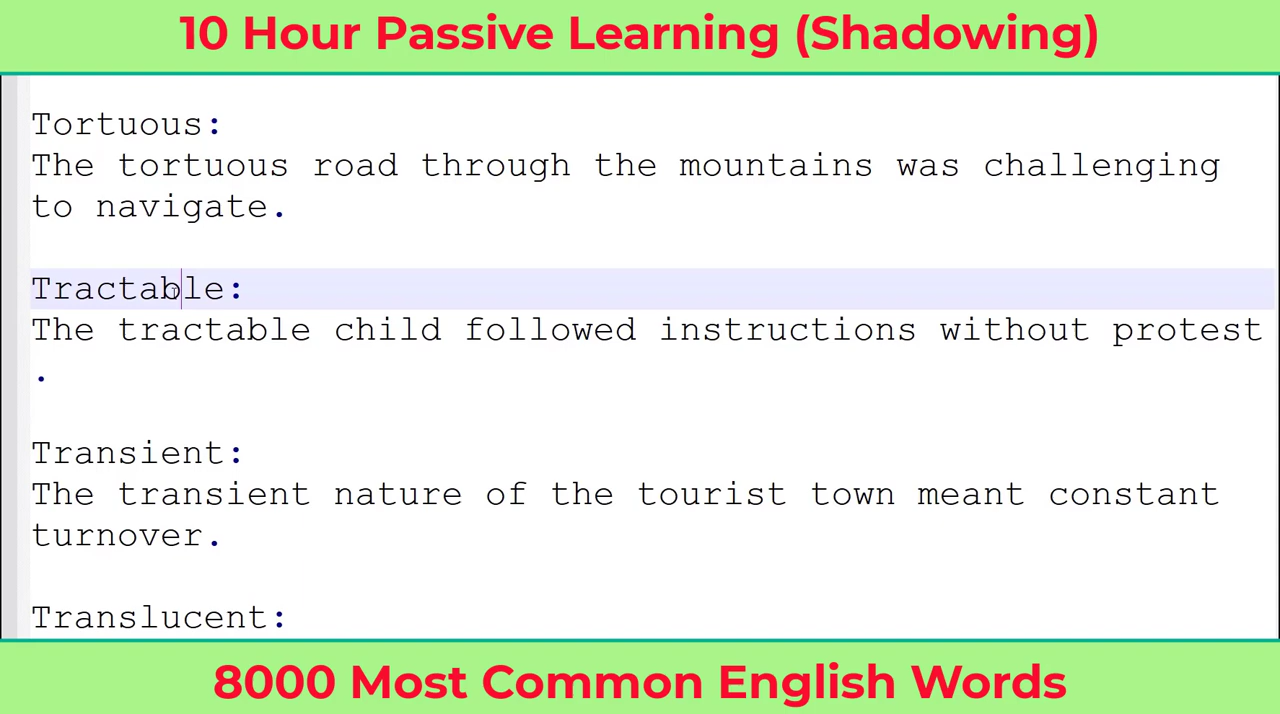 10 Hour Passive Learning (Shadowing)
Tortuous:
The tortuous road through the mountains was challenging
to navigate.
Tractable:
The tractable child followed instructions without protest
.
Transient:
The transient nature of the tourist town meant constant
turnover.
Translucent:
8000 Most Common English Words